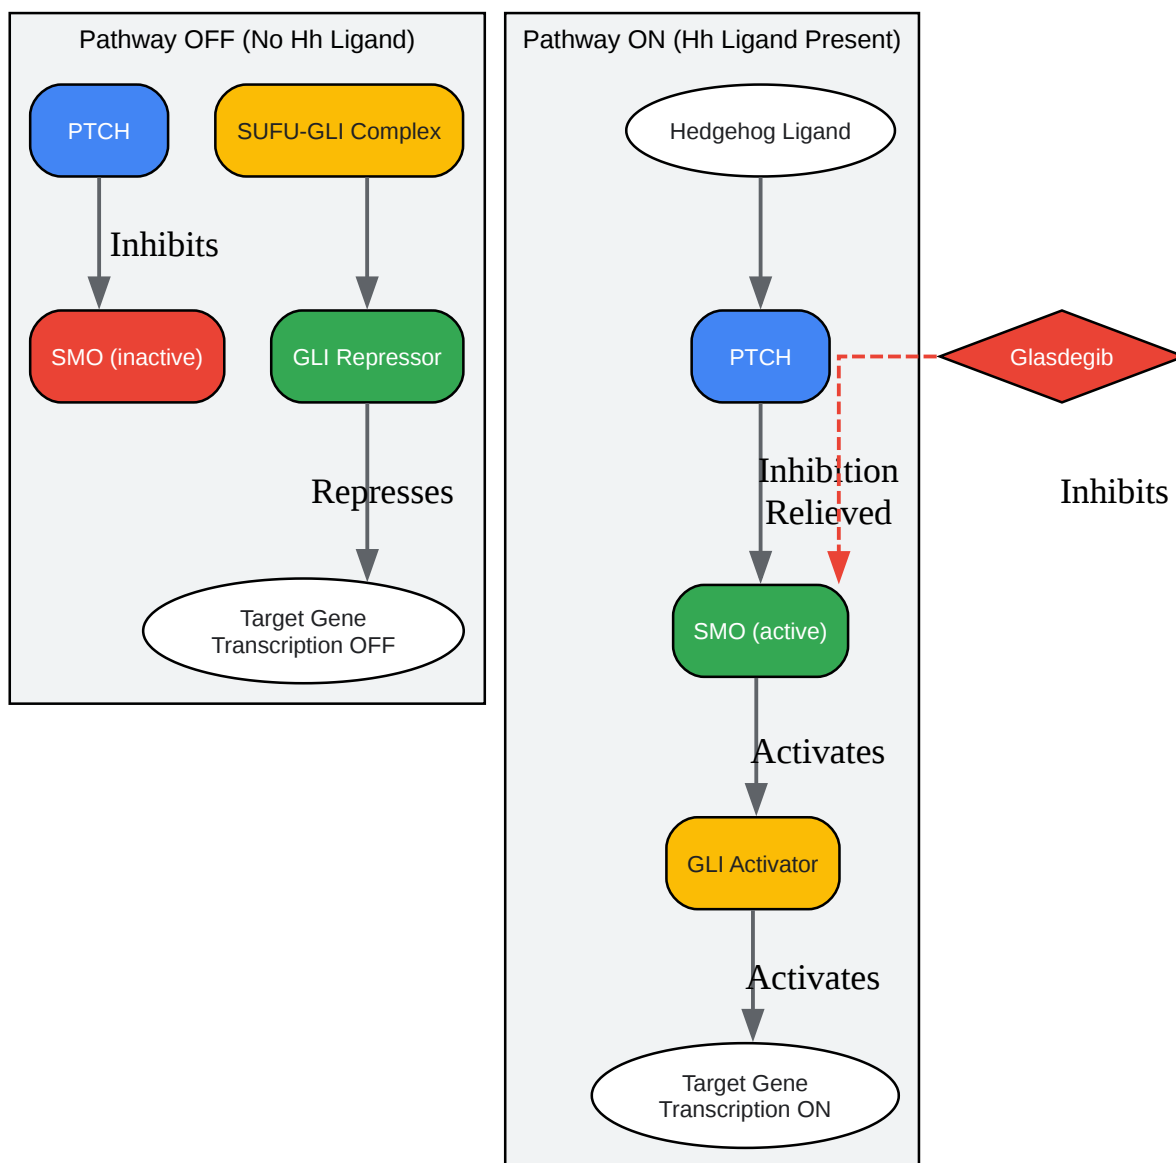 Pathway OFF (No Hh Ligand)
PTCH
SUFU-GLI Complex
Inhibits
SMO (inactive)
GLI Repressor
Represses
Target Gene
Transcription OFF
Pathway ON (Hh Ligand Present)
Hedgehog Ligand
PTCH
Glasdegib
Inhibition
Relieved
Inhibits
SMO (active)
Activates
GLI Activator
Activates
Target Gene
Transcription ON